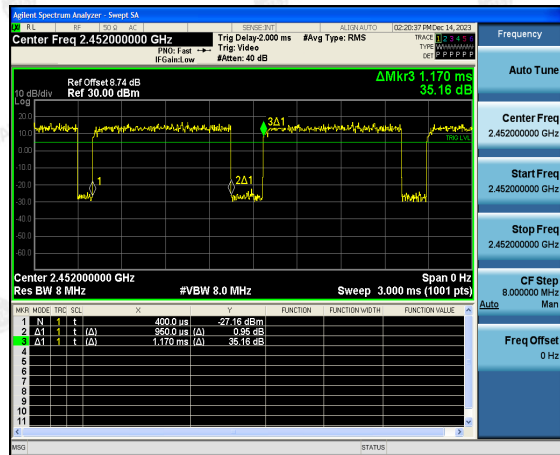 Agilent Spectrum Analyzer - Swept SA
RL RF 50 Ω AC SENSE:INT ALIGN AUTO 02:20:37 PM Dec 14, 2023
Center Freq 2.452000000 GHz
PNO: Fast
IFGain:Low
Trig Delay-2.000 ms
Trig: Video
#Atten: 40 dB
#Avg Type: RMS
TRACE 1 2 3 4 5 6
TYPE WWWWWW
DET P P P P P P
ΔMkr3 1.170 ms
35.16 dB
Ref Offset 8.74 dB
10 dB/div Ref 30.00 dBm
Log
20.0
10.0
0.00
-10.0
-20.0
-30.0
-40.0
-50.0
-60.0
3Δ1
TRIG LVL
1
2Δ1
Center 2.452000000 GHz Span 0 Hz
Res BW 8 MHz #VBW 8.0 MHz Sweep 3.000 ms (1001 pts)
MKR MODE TRC SCL X Y FUNCTION FUNCTION WIDTH FUNCTION VALUE
1 N 1 t 400.0 µs -27.16 dBm
2 Δ1 1 t (Δ) 950.0 µs (Δ) 0.95 dB
3 Δ1 1 t (Δ) 1.170 ms (Δ) 35.16 dB
4
5
6
7
8
9
10
11
MSG STATUS
Frequency
Auto Tune
Center Freq
2.452000000 GHz
Start Freq
2.452000000 GHz
Stop Freq
2.452000000 GHz
CF Step
8.000000 MHz
Auto Man
Freq Offset
0 Hz